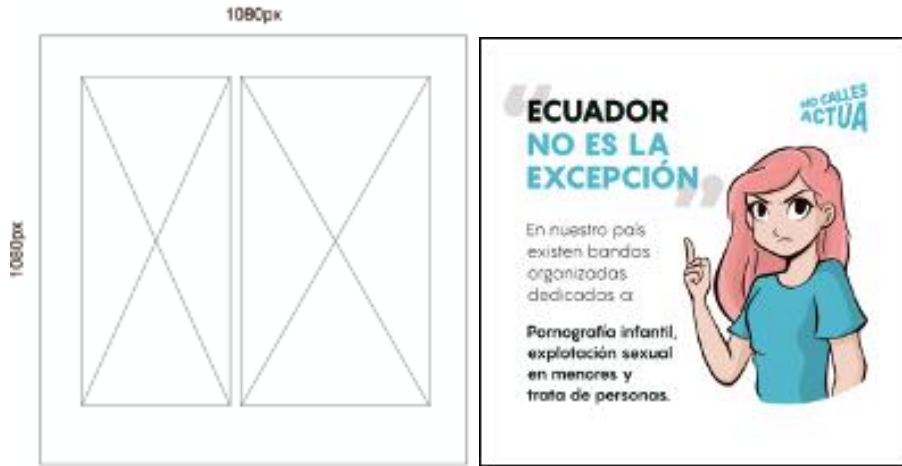 1080px
1080px
ECUADOR
NO ES LA
EXCEPCIÓN
NO CALLES
ACTÚA
En nuestro país
existen bandas
organizadas
dedicadas a:
Pornografía infantil,
explotación sexual
en menores y
trata de personas.